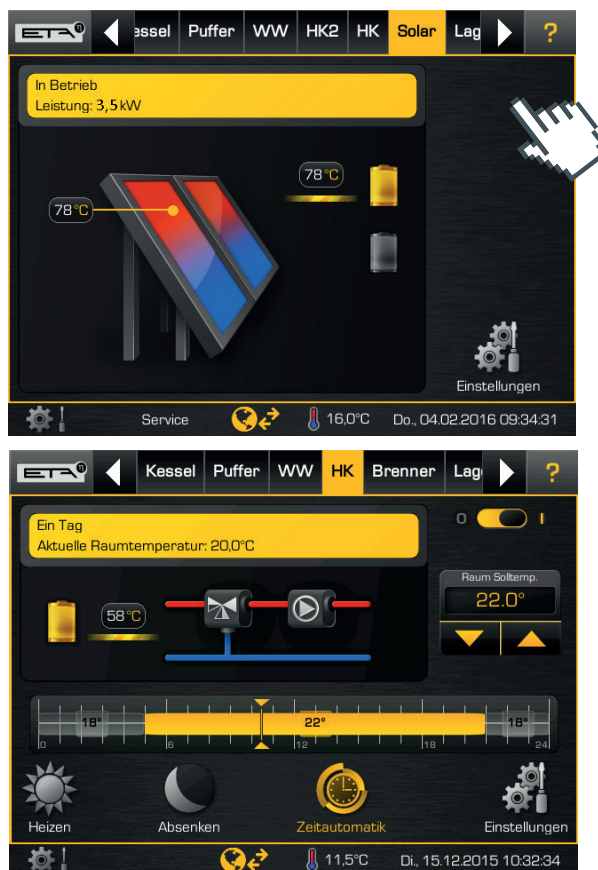 ETA η essel Puffer WW HK2 HK Solar Lag ?
In Betrieb
Leistung: 3,5 kW
78 °C
78 °C
Einstellungen
Service 16,0°C Do., 04.02.2016 09:34:31
ETA η Kessel Puffer WW HK Brenner Lag ?
Ein Tag
Aktuelle Raumtemperatur: 20,0°C
0 I
Raum Solltemp.
22.0°
58 °C
18° 22° 18°
0 6 12 18 24
Heizen Absenken Zeitautomatik Einstellungen
11,5°C Di., 15.12.2015 10:32:34